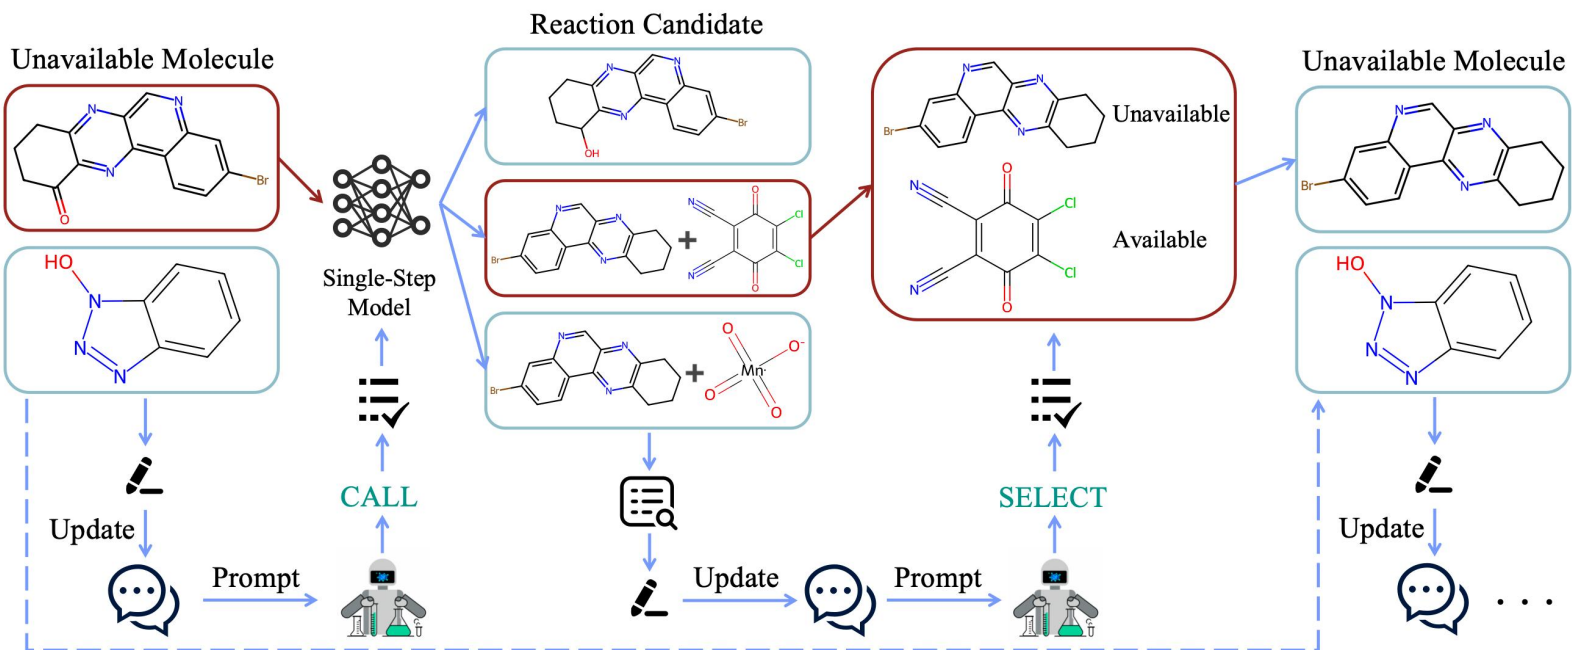 Reaction Candidate
Unavailable Molecule
N
N
N
Br
O
HO
N
N
N
Single-Step
Model
N
N
N
Br
OH
N
N
N
Br
+
N
N
O
O
Cl
Cl
N
N
N
Br
+
O
O-
Mn
O
O
N
N
N
Br
Unavailable
N
N
O
O
Cl
Cl
Available
Unavailable Molecule
N
N
N
Br
HO
N
N
N
CALL
SELECT
Update
Prompt
Update
Prompt
Update
. . .